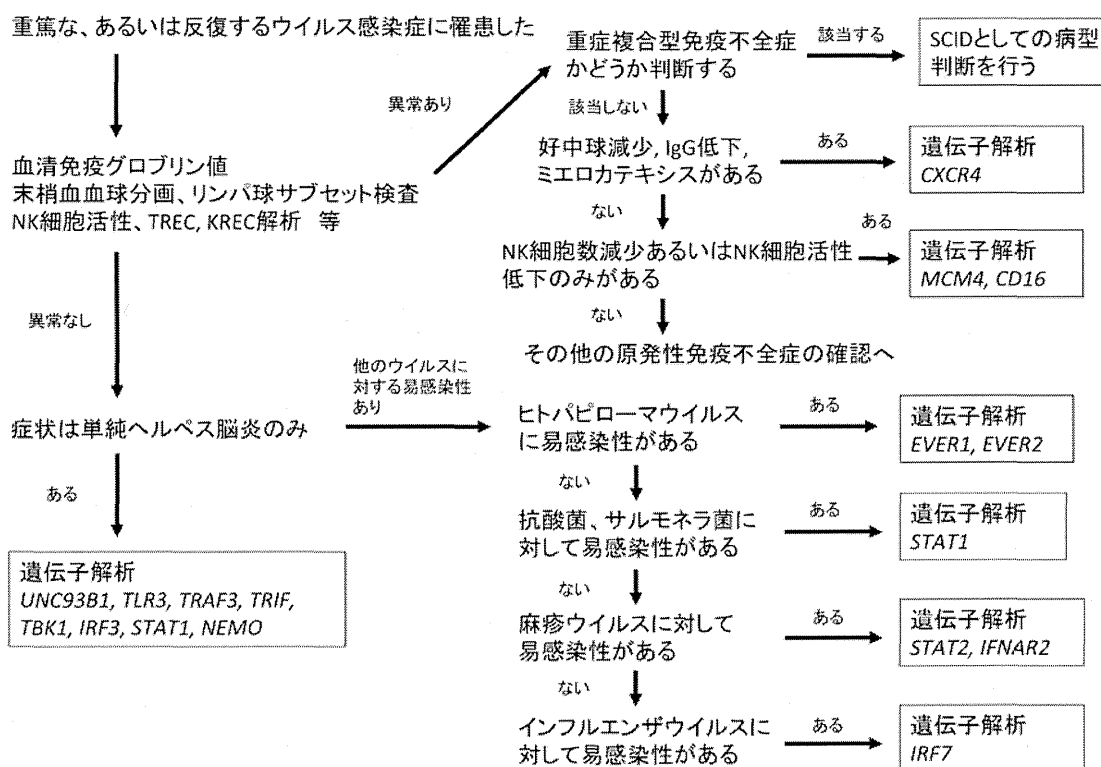 重篤な、あるいは反復するウイルス感染症に罹患した
異常あり
重症複合型免疫不全症
かどうか判断する
該当する
SCIDとしての病型
判断を行う
該当しない
血清免疫グロブリン値
末梢血血球分画、リンパ球サブセット検査
NK細胞活性、TREC, KREC解析 等
好中球減少, IgG低下,
ミエロカテキシスがある
ある
遺伝子解析
CXCR4
ない
NK細胞数減少あるいはNK細胞活性
低下のみがある
ある
遺伝子解析
MCM4, CD16
ない
その他の原発性免疫不全症の確認へ
異常なし
症状は単純ヘルペス脳炎のみ
他のウイルスに
対する易感染性
あり
ヒトパピローマウイルス
に易感染性がある
ある
遺伝子解析
EVER1, EVER2
ない
ある
遺伝子解析
UNC93B1, TLR3, TRAF3, TRIF,
TBK1, IRF3, STAT1, NEMO
抗酸菌、サルモネラ菌に
対して易感染性がある
ある
遺伝子解析
STAT1
ない
麻疹ウイルスに対して
易感染性がある
ある
遺伝子解析
STAT2, IFNAR2
ない
インフルエンザウイルスに
対して易感染性がある
ある
遺伝子解析
IRF7